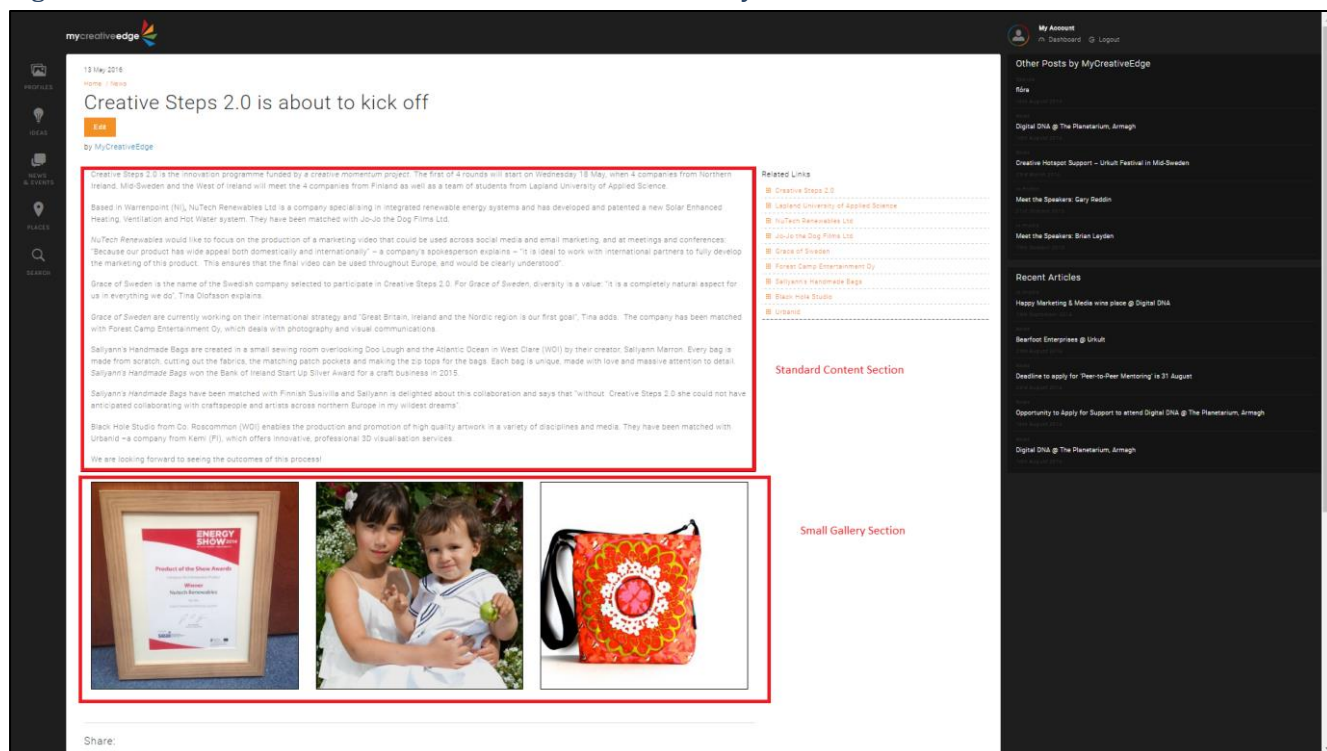 mycreativeedge
My Account
Dashboard Logout
PROFILES
IDEAS
NEWS
& EVENTS
PLACES
SEARCH
13 May 2016
Home / News
Creative Steps 2.0 is about to kick off
Edit
by MyCreativeEdge
Creative Steps 2.0 is the innovation programme funded by a creative momentum project. The first of 4 rounds will start on Wednesday 18 May, when 4 companies from Northern
Ireland, Mid-Sweden and the West of Ireland will meet the 4 companies from Finland as well as a team of students from Lapland University of Applied Science.
Based in Warrenpoint (NI), NuTech Renewables Ltd is a company specialising in integrated renewable energy systems and has developed and patented a new Solar Enhanced
Heating, Ventilation and Hot Water system. They have been matched with Jo-Jo the Dog Films Ltd.
NuTech Renewables would like to focus on the production of a marketing video that could be used across social media and email marketing, and at meetings and conferences:
"Because our product has wide appeal both domestically and internationally" – a company's spokesperson explains – "it is ideal to work with international partners to fully develop
the marketing of this product. This ensures that the final video can be used throughout Europe, and would be clearly understood".
Grace of Sweden is the name of the Swedish company selected to participate in Creative Steps 2.0. For Grace of Sweden, diversity is a value: "it is a completely natural aspect for
us in everything we do", Tina Olofsson explains.
Grace of Sweden are currently working on their international strategy and "Great Britain, Ireland and the Nordic region is our first goal", Tina adds. The company has been matched
with Forest Camp Entertainment Oy, which deals with photography and visual communications.
Sallyann's Handmade Bags are created in a small sewing room overlooking Doo Lough and the Atlantic Ocean in West Clare (WOI) by their creator, Sallyann Marron. Every bag is
made from scratch, cutting out the fabrics, the matching patch pockets and making the zip tops for the bags. Each bag is unique, made with love and massive attention to detail.
Sallyann's Handmade Bags won the Bank of Ireland Start Up Silver Award for a craft business in 2015.
Sallyann's Handmade Bags have been matched with Finnish Susivilla and Sallyann is delighted about this collaboration and says that "without Creative Steps 2.0 she could not have
anticipated collaborating with craftspeople and artists across northern Europe in my wildest dreams"
Black Hole Studio from Co. Roscommon (WOI) enables the production and promotion of high quality artwork in a variety of disciplines and media. They have been matched with
Urbanid –a company from Kemi (FI), which offers innovative, professional 3D visualisation services.
We are looking forward to seeing the outcomes of this process!
Related Links
Creative Steps 2.0
Lapland University of Applied Science
NuTech Renewables Ltd
Jo-Jo the Dog Films Ltd
Grace of Sweden
Forest Camp Entertainment Oy
Sallyann's Handmade Bags
Black Hole Studio
Urbanid
Standard Content Section
ENERGY
SHOW
Product of the Show Awards
Winner
Nutech Renewables
Small Gallery Section
Share:
Other Posts by MyCreativeEdge
flóra
Digital DNA @ The Planetarium, Armagh
Creative Hotspot Support – Urkult Festival in Mid-Sweden
Meet the Speakers: Gary Reddin
Meet the Speakers: Brian Leyden
Recent Articles
Happy Marketing & Media wine place @ Digital DNA
Bearfoot Enterprises @ Urkult
Deadline to apply for 'Peer-to-Peer Mentoring' is 31 August
Opportunity to Apply for Support to attend Digital DNA @ The Planetarium, Armagh
Digital DNA @ The Planetarium, Armagh